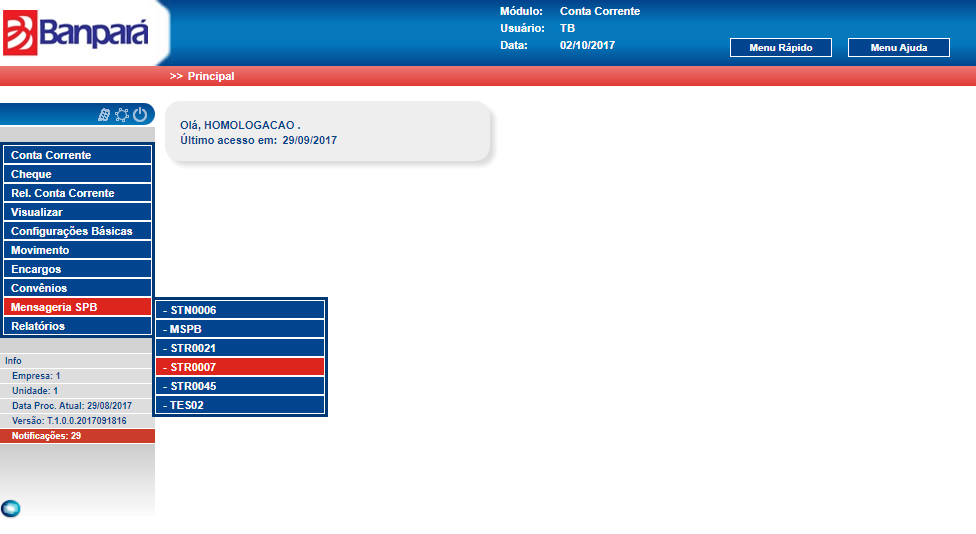 Banpará
Módulo: Conta Corrente
Usuário: TB
Data: 02/10/2017
Menu Rápido
Menu Ajuda
>> Principal
Olá, HOMOLOGACAO .
Último acesso em: 29/09/2017
Conta Corrente
Cheque
Rel. Conta Corrente
Visualizar
Configurações Básicas
Movimento
Encargos
Convênios
Mensageria SPB
Relatórios
- STN0006
- MSPB
- STR0021
- STR0007
- STR0045
- TES02
Info
Empresa: 1
Unidade: 1
Data Proc. Atual: 29/08/2017
Versão: T.1.0.0.2017091816
Notificações: 29